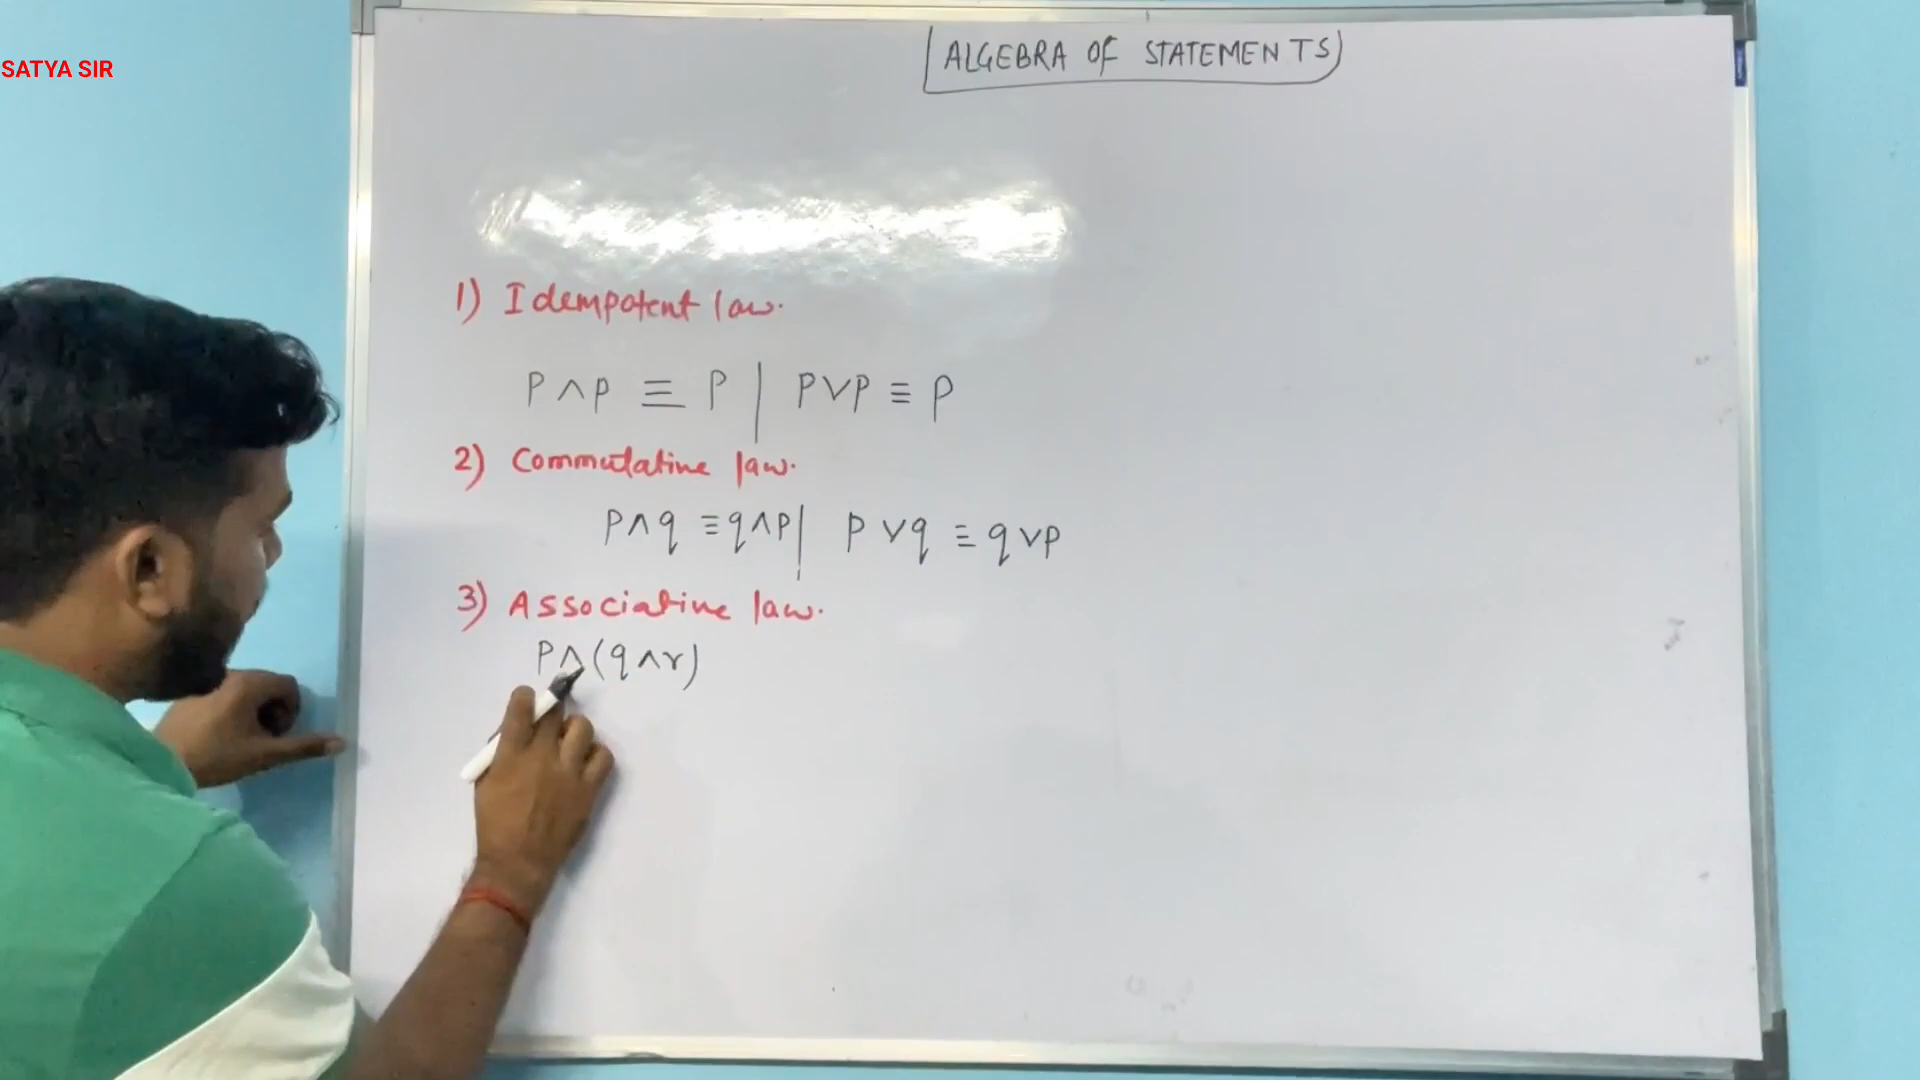 SATYA SIR
ALGEBRA OF STATEMENTS
1) Idempotent law.
P ∧ p ≡ P | P ∨ P ≡ P
2) Commutative law.
P ∧ q ≡ q ∧ p | P ∨ q ≡ q ∨ p
3) Associative law.
P ∧ (q ∧ r)